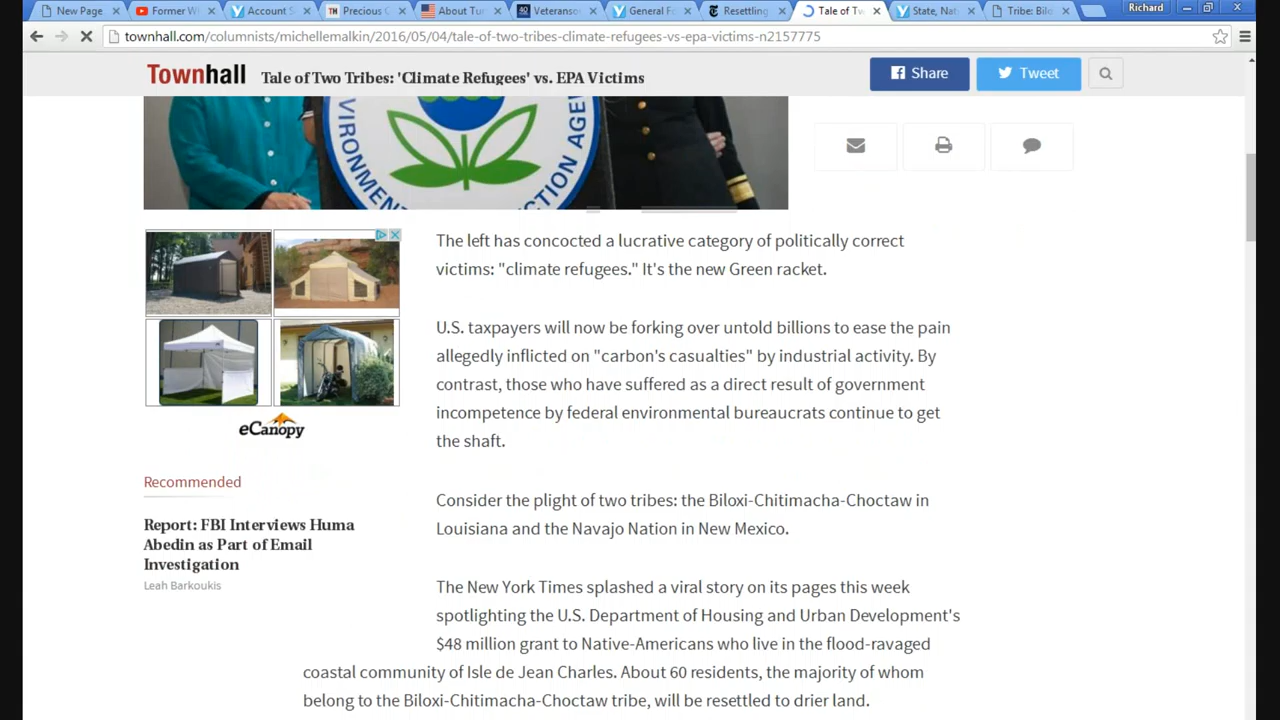 New Page
Former W
Account S
Precious C
About Tur
Veterans
General Fo
Resettling
Tale of Tw
State, Nat
Tribe: Bilo
Richard
townhall.com/columnists/michellemalkin/2016/05/04/tale-of-two-tribes-climate-refugees-vs-epa-victims-n2157775
Townhall
Tale of Two Tribes: 'Climate Refugees' vs. EPA Victims
Share
Tweet
The left has concocted a lucrative category of politically correct
victims: "climate refugees." It's the new Green racket.
U.S. taxpayers will now be forking over untold billions to ease the pain
allegedly inflicted on "carbon's casualties" by industrial activity. By
contrast, those who have suffered as a direct result of government
incompetence by federal environmental bureaucrats continue to get
the shaft.
eCanopy
Recommended
Report: FBI Interviews Huma
Abedin as Part of Email
Investigation
Leah Barkoukis
Consider the plight of two tribes: the Biloxi-Chitimacha-Choctaw in
Louisiana and the Navajo Nation in New Mexico.
The New York Times splashed a viral story on its pages this week
spotlighting the U.S. Department of Housing and Urban Development's
$48 million grant to Native-Americans who live in the flood-ravaged
coastal community of Isle de Jean Charles. About 60 residents, the majority of whom
belong to the Biloxi-Chitimacha-Choctaw tribe, will be resettled to drier land.